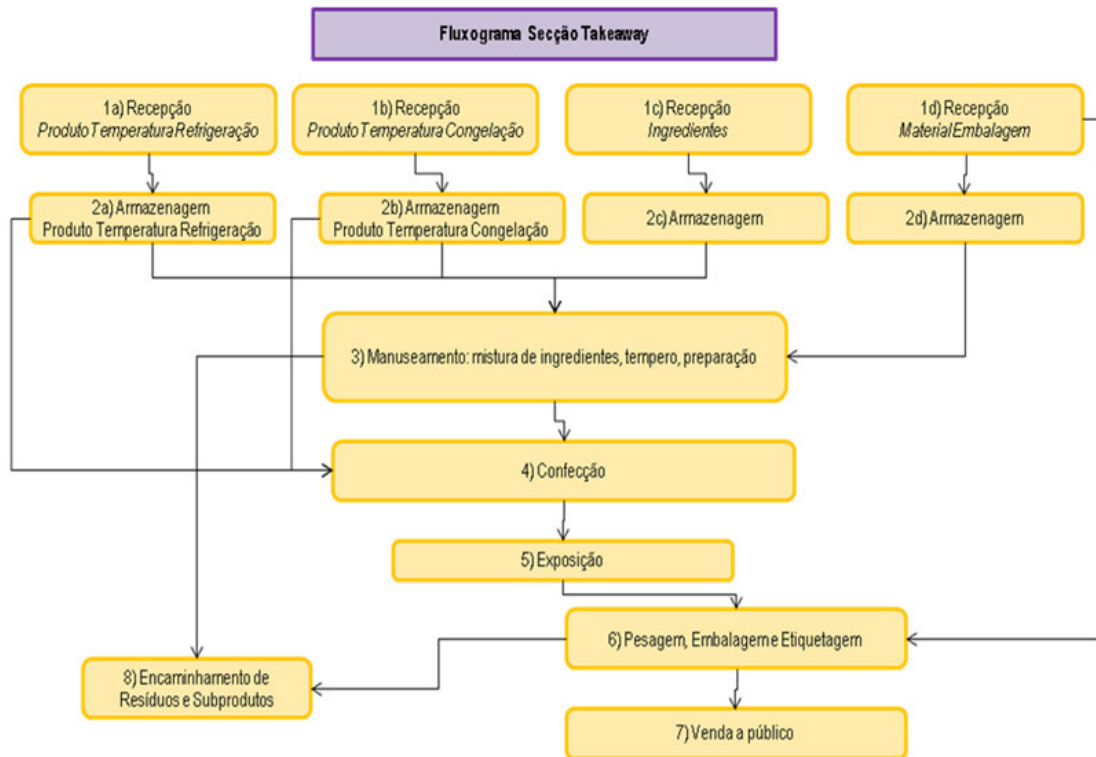 Fluxograma Secção Takeaway
1a) Recepção
Produto Temperatura Refrigeração
1b) Recepção
Produto Temperatura Congelação
1c) Recepção
Ingredientes
1d) Recepção
Material Embalagem
2a) Armazenagem
Produto Temperatura Refrigeração
2b) Armazenagem
Produto Temperatura Congelação
2c) Armazenagem
2d) Armazenagem
3) Manuseamento: mistura de ingredientes, tempero, preparação
4) Confecção
5) Exposição
6) Pesagem, Embalagem e Etiquetagem
8) Encaminhamento de
Resíduos e Subprodutos
7) Venda a público